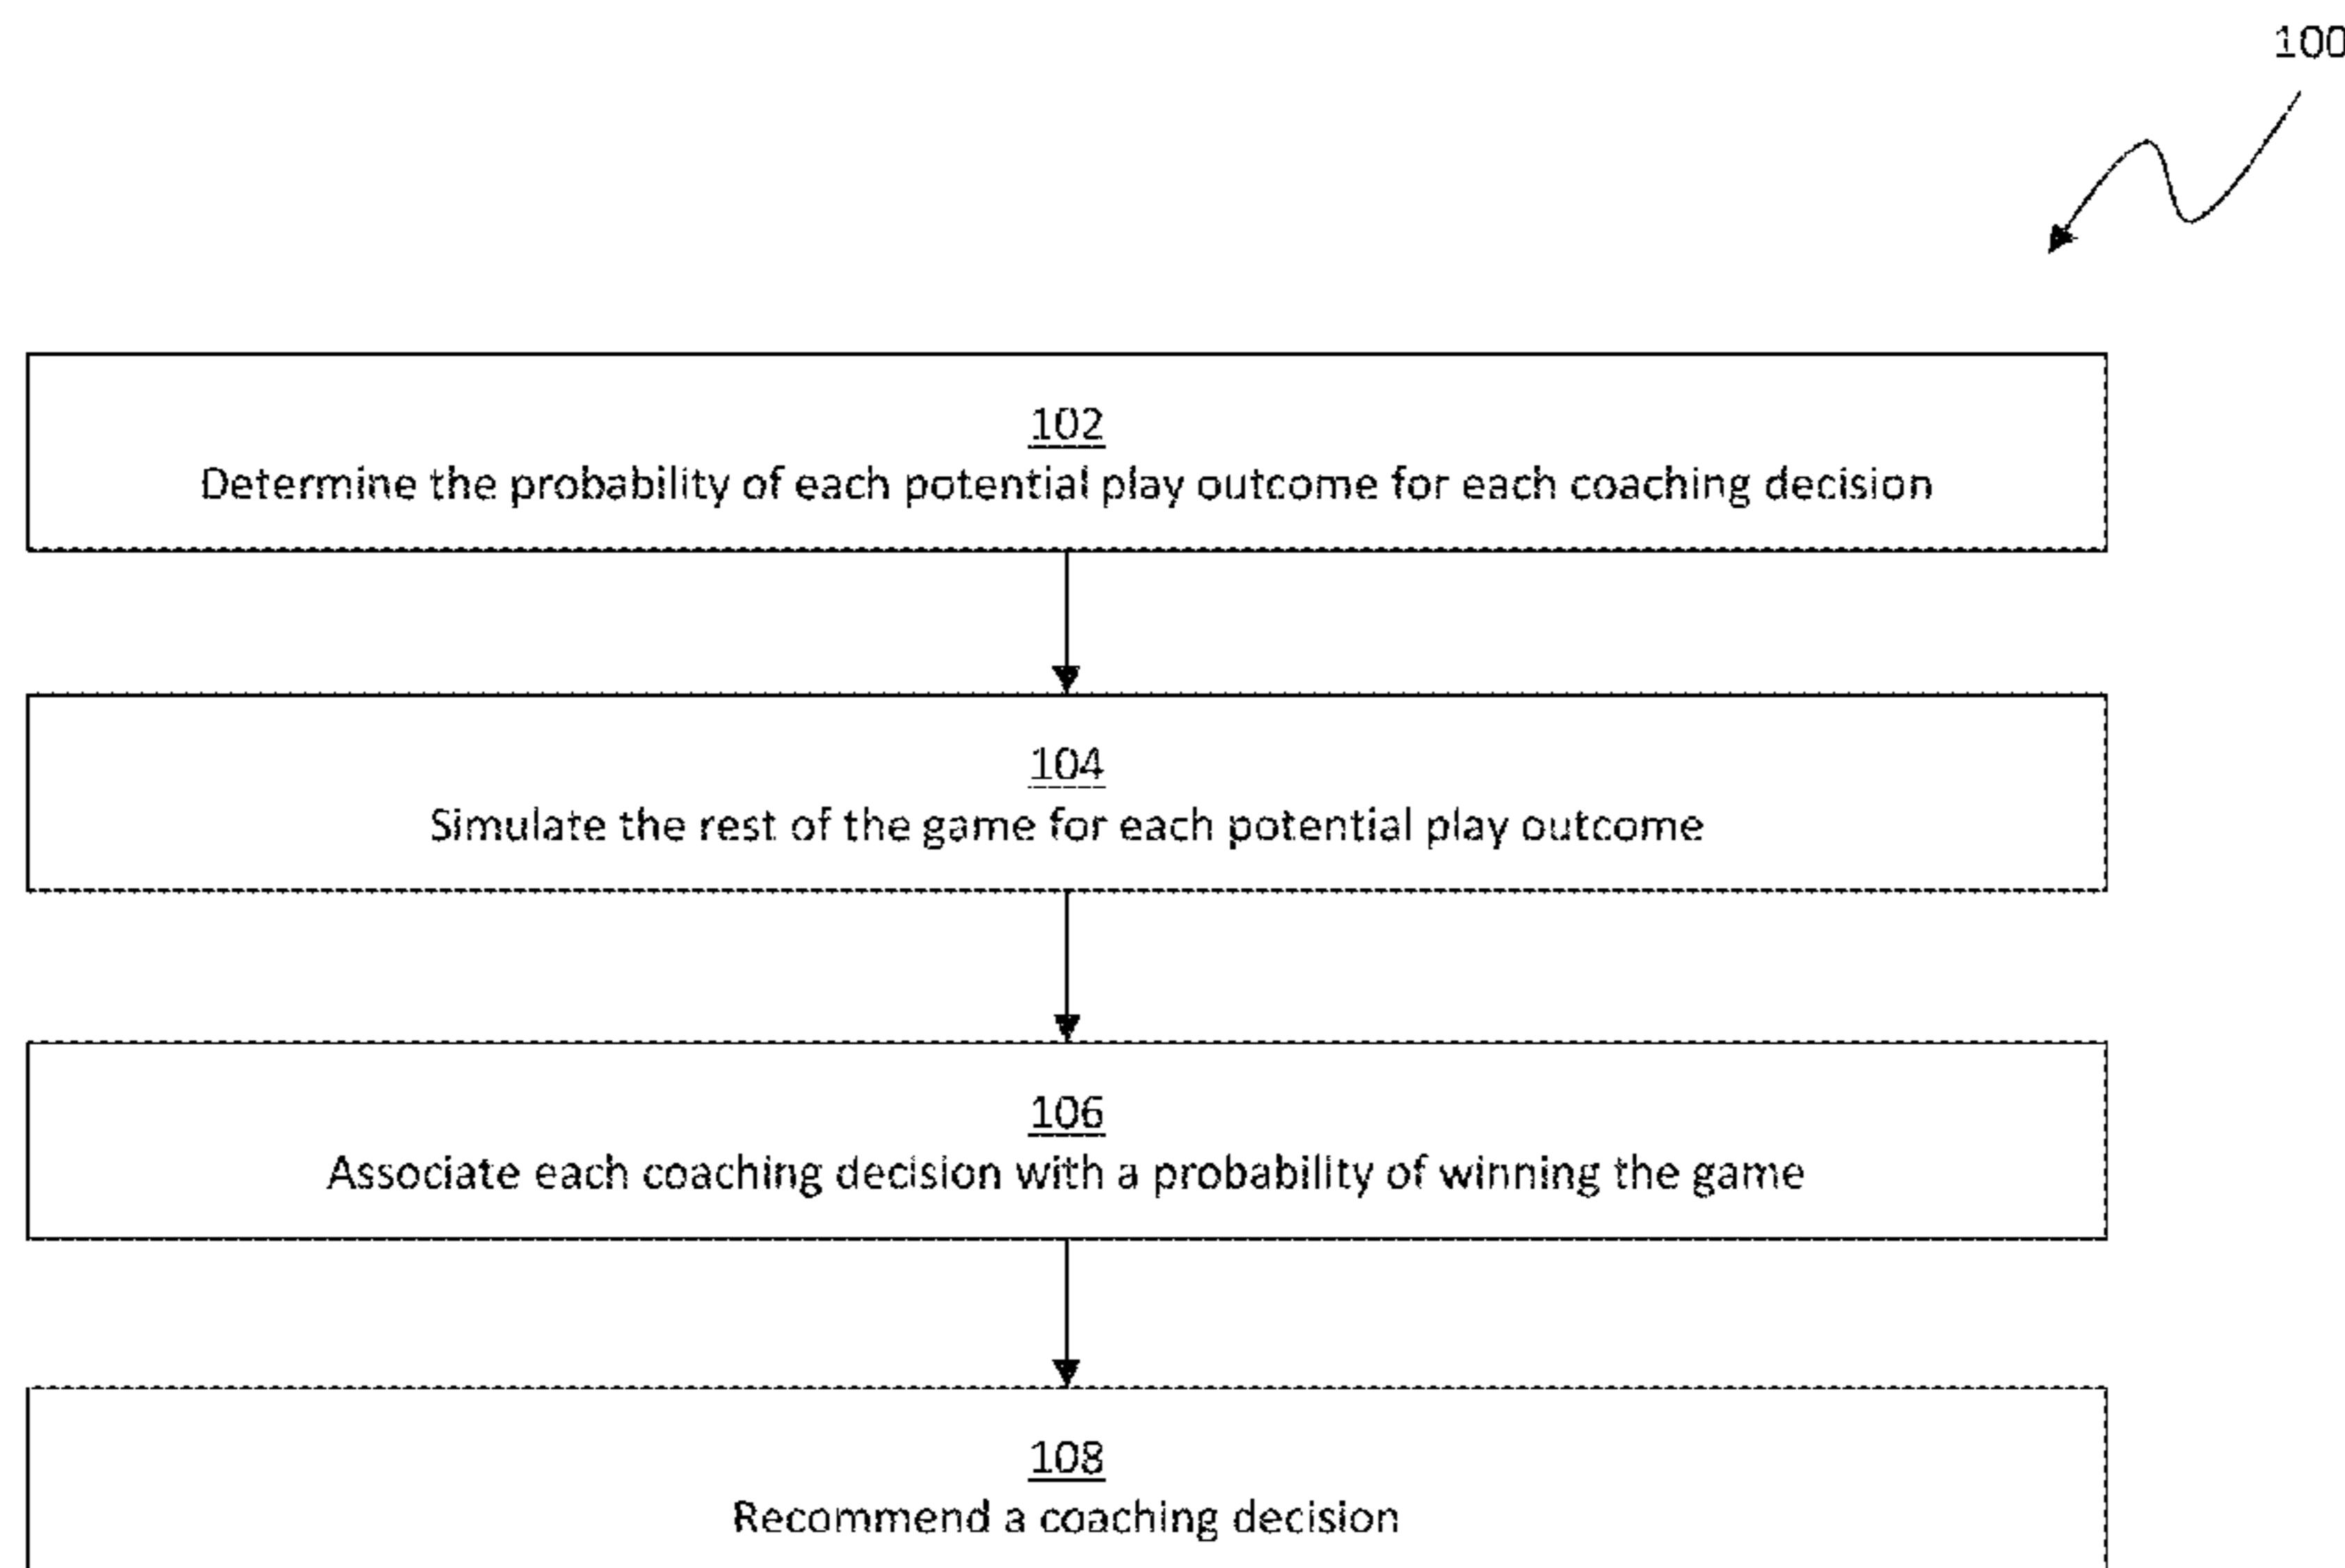 100
102
Determine the probability of each potential play outcome for each coaching decision
104
Simulate the rest of the game for each potential play outcome
106
Associate each coaching decision with a probability of winning the game
108
Recommend a coaching decision